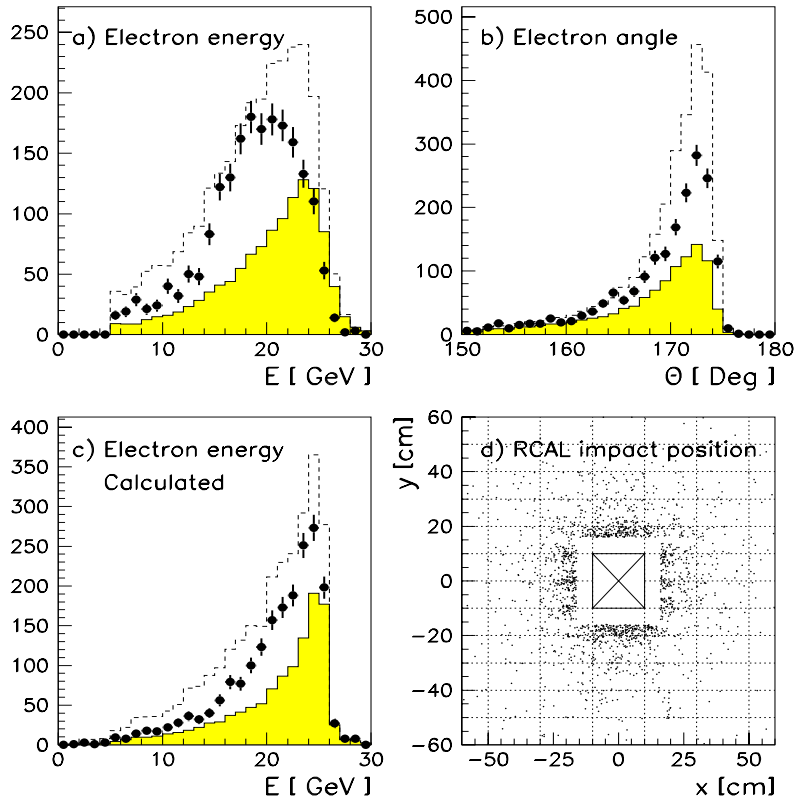 a) Electron energy
250
200
150
100
50
0
0 10 20 30
E [ GeV ]
b) Electron angle
500
400
300
200
100
0
150 160 170 180
Θ [ Deg ]
c) Electron energy
Calculated
400
350
300
250
200
150
100
50
0
0 10 20 30
E [ GeV ]
d) RCAL impact position
y [cm]
60
40
20
0
−20
−40
−60
−50 −25 0 25 50
x [cm]